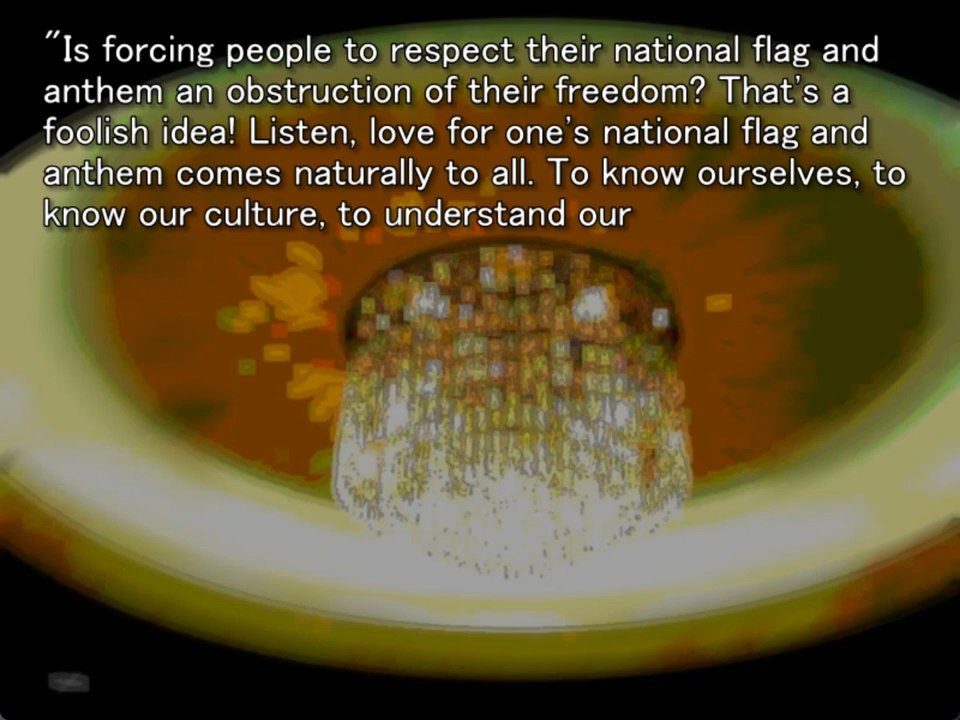 "Is forcing people to respect their national flag and
anthem an obstruction of their freedom? That's a
foolish idea! Listen, love for one's national flag and
anthem comes naturally to all. To know ourselves, to
know our culture, to understand our